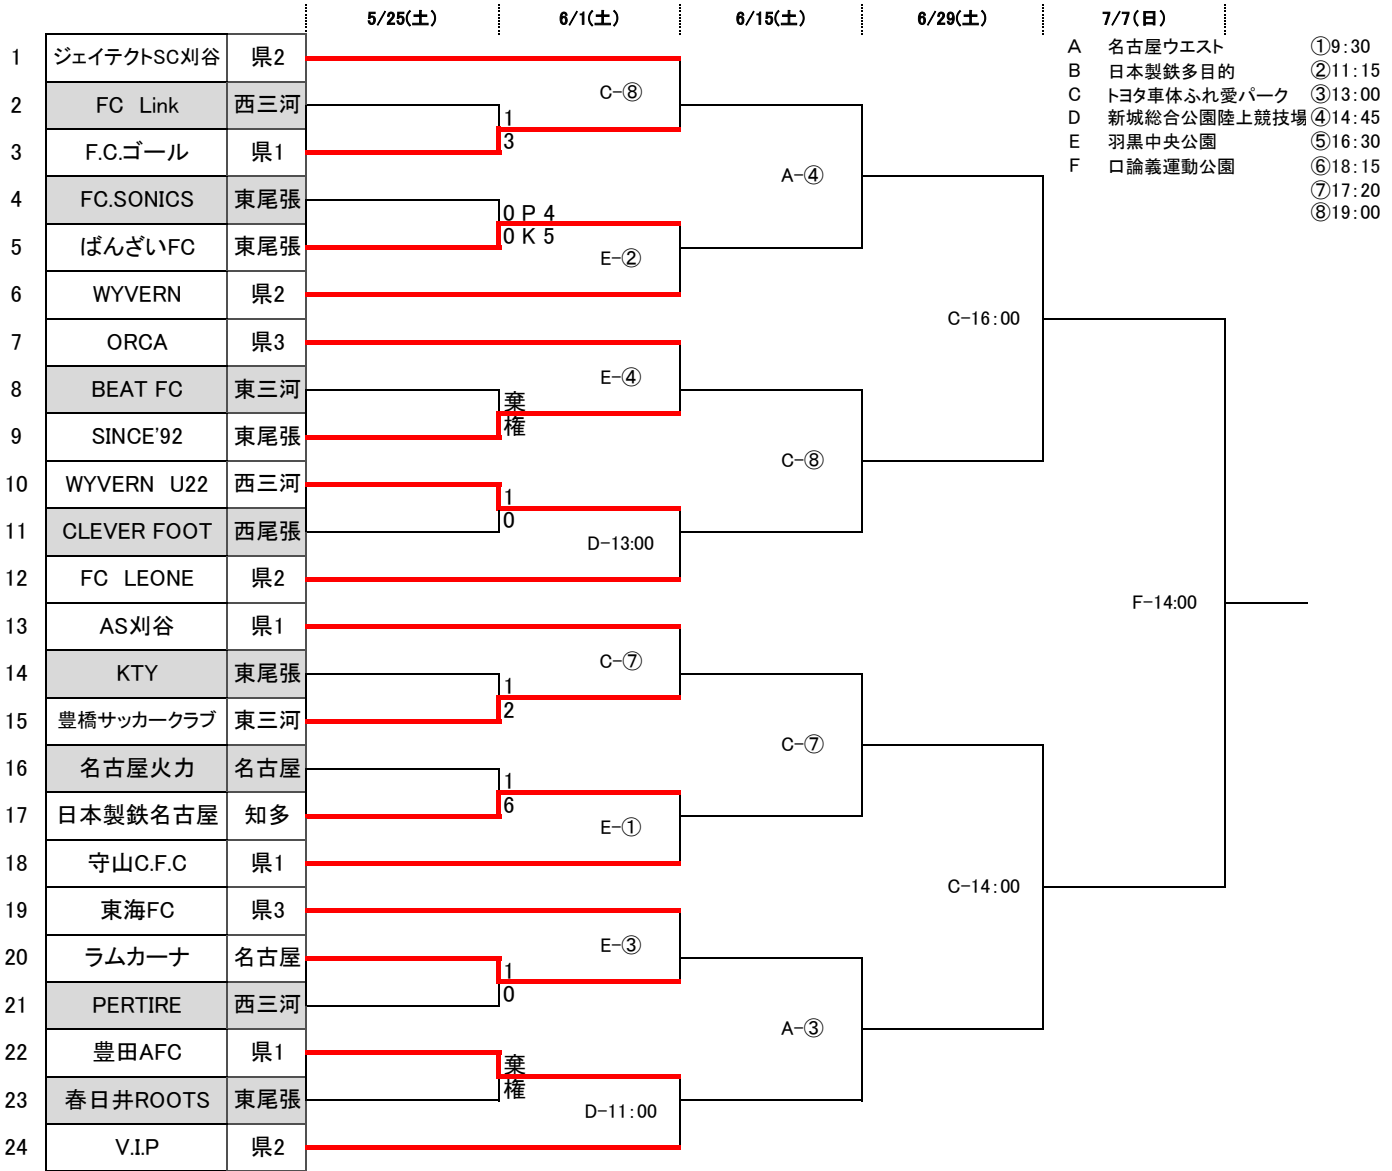 5/25(土) 6/1(土) 6/15(土) 6/29(土) 7/7(日)
A 名古屋ウエスト ①9:30
B 日本製鉄多目的 ②11:15
C トヨタ車体ふれ愛パーク ③13:00
D 新城総合公園陸上競技場 ④14:45
E 羽黒中央公園 ⑤16:30
F 口論義運動公園 ⑥18:15
⑦17:20
⑧19:00
1 ジェイテクトSC刈谷 県2
C-⑧
2 FC Link 西三河
1
3
3 F.C.ゴール 県1
A-④
4 FC.SONICS 東尾張
0 P 4
0 K 5
5 ばんざいFC 東尾張
E-②
6 WYVERN 県2
C-16:00
7 ORCA 県3
E-④
8 BEAT FC 東三河
棄
権
9 SINCE'92 東尾張
C-⑧
10 WYVERN U22 西三河
1
0
11 CLEVER FOOT 西尾張
D-13:00
12 FC LEONE 県2
F-14:00
13 AS刈谷 県1
C-⑦
14 KTY 東尾張
1
2
15 豊橋サッカークラブ 東三河
C-⑦
16 名古屋火力 名古屋
1
6
17 日本製鉄名古屋 知多
E-①
18 守山C.F.C 県1
C-14:00
19 東海FC 県3
E-③
20 ラムカーナ 名古屋
1
0
21 PERTIRE 西三河
A-③
22 豊田AFC 県1
棄
権
23 春日井ROOTS 東尾張
D-11:00
24 V.I.P 県2